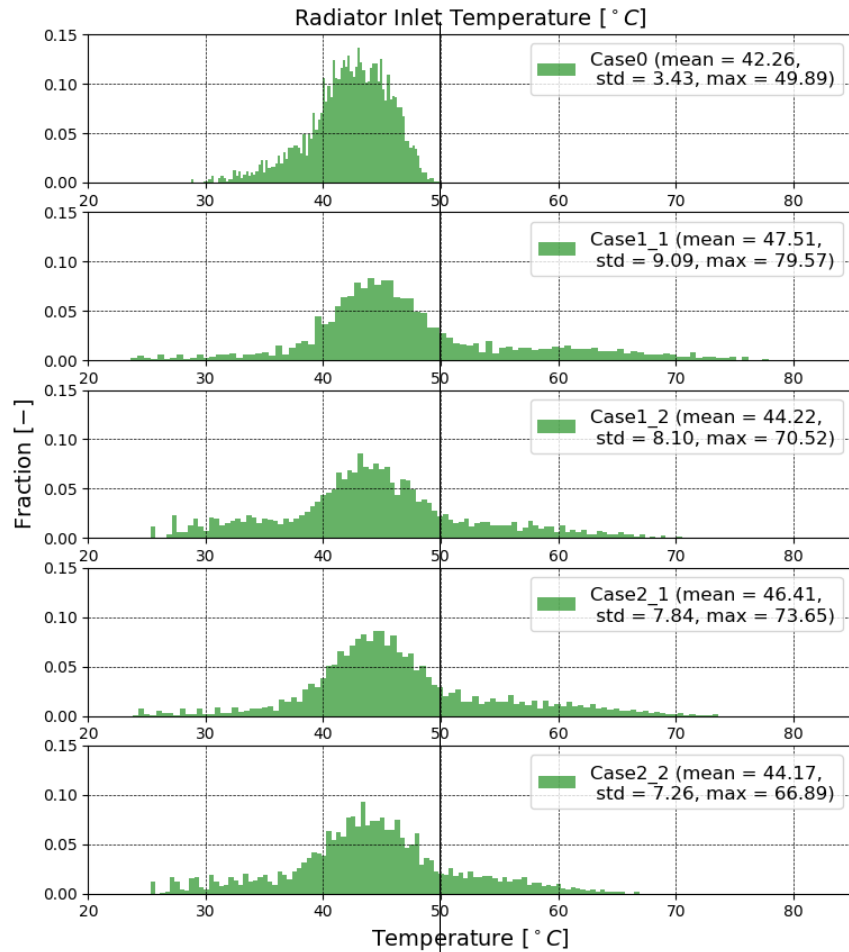 Radiator Inlet Temperature [°C]
0.15
0.10
0.05
0.00
Case0 (mean = 42.26,
std = 3.43, max = 49.89)
20 30 40 50 60 70 80
0.15
0.10
0.05
0.00
Case1_1 (mean = 47.51,
std = 9.09, max = 79.57)
20 30 40 50 60 70 80
Fraction [−]
0.15
0.10
0.05
0.00
Case1_2 (mean = 44.22,
std = 8.10, max = 70.52)
20 30 40 50 60 70 80
0.15
0.10
0.05
0.00
Case2_1 (mean = 46.41,
std = 7.84, max = 73.65)
20 30 40 50 60 70 80
0.15
0.10
0.05
0.00
Case2_2 (mean = 44.17,
std = 7.26, max = 66.89)
20 30 40 50 60 70 80
Temperature [°C]